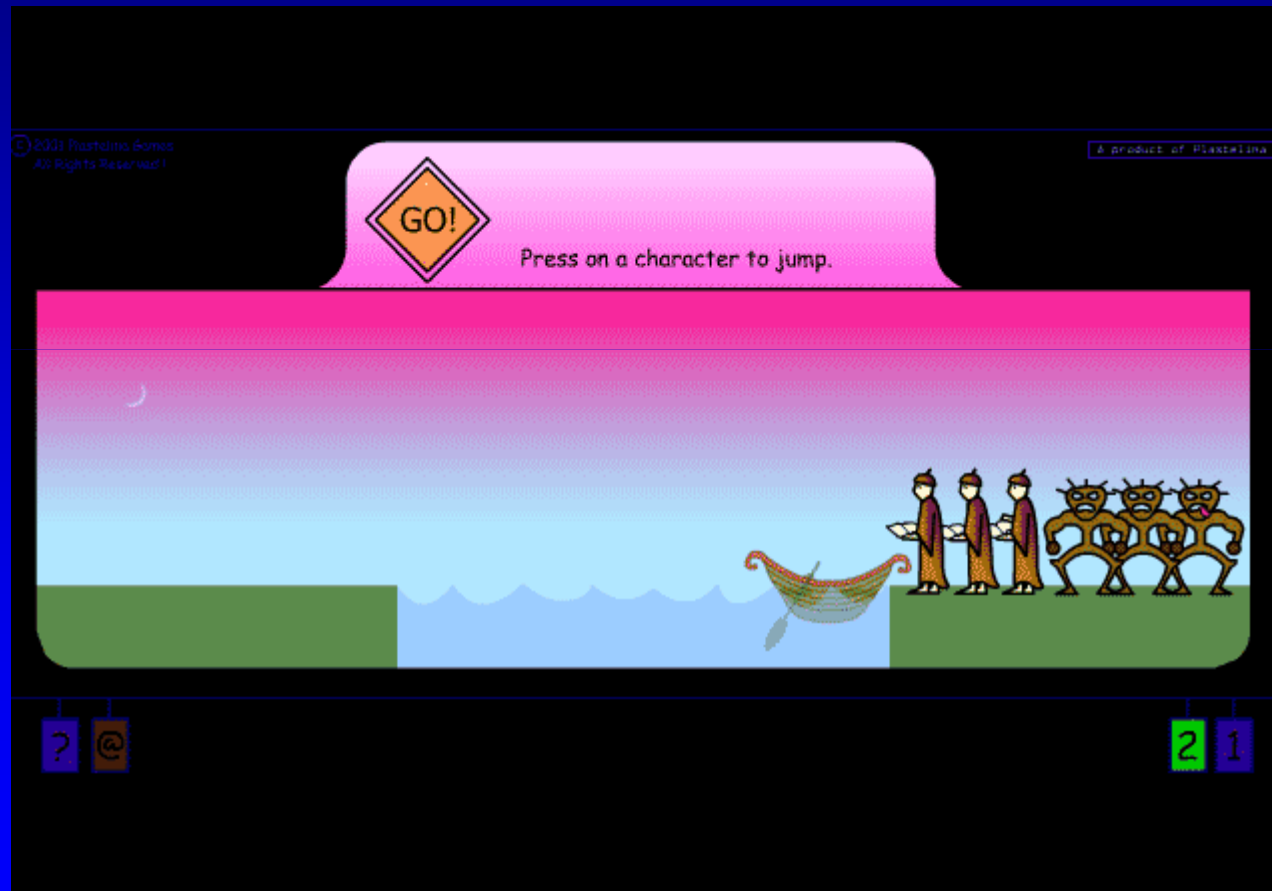 © 2001 Plastelina Games
All Rights Reserved!
A product of Plastelina
GO!
Press on a character to jump.
? @ 2 1